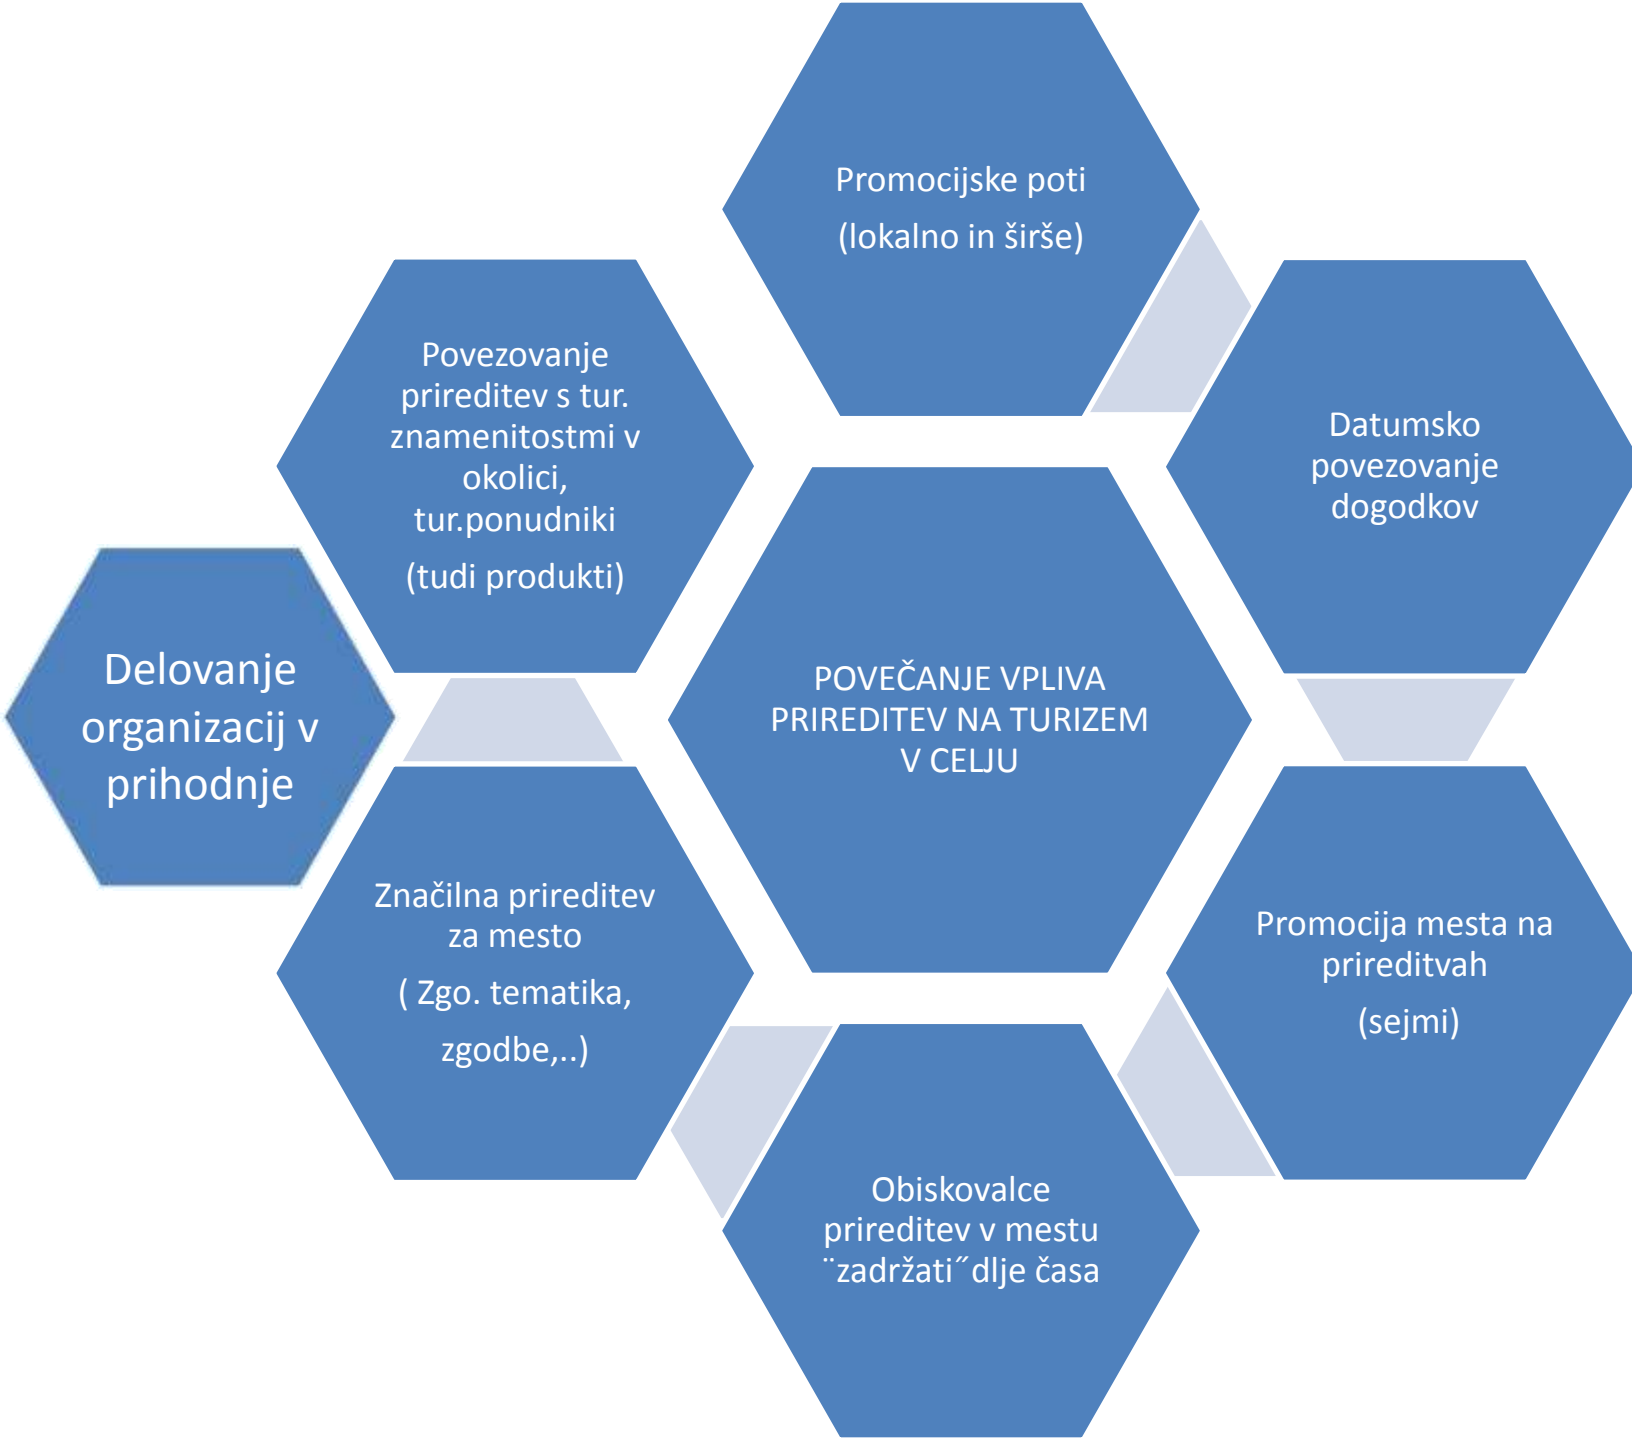 Promocijske poti
(lokalno in širše)
Povezovanje
prireditev s tur.
znamenitostmi v
okolici,
tur.ponudniki
(tudi produkti)
Datumsko
povezovanje
dogodkov
Delovanje
organizacij v
prihodnje
POVEČANJE VPLIVA
PRIREDITEV NA TURIZEM
V CELJU
Značilna prireditev
za mesto
( Zgo. tematika,
zgodbe,..)
Promocija mesta na
prireditvah
(sejmi)
Obiskovalce
prireditev v mestu
¨zadržati˝dlje časa